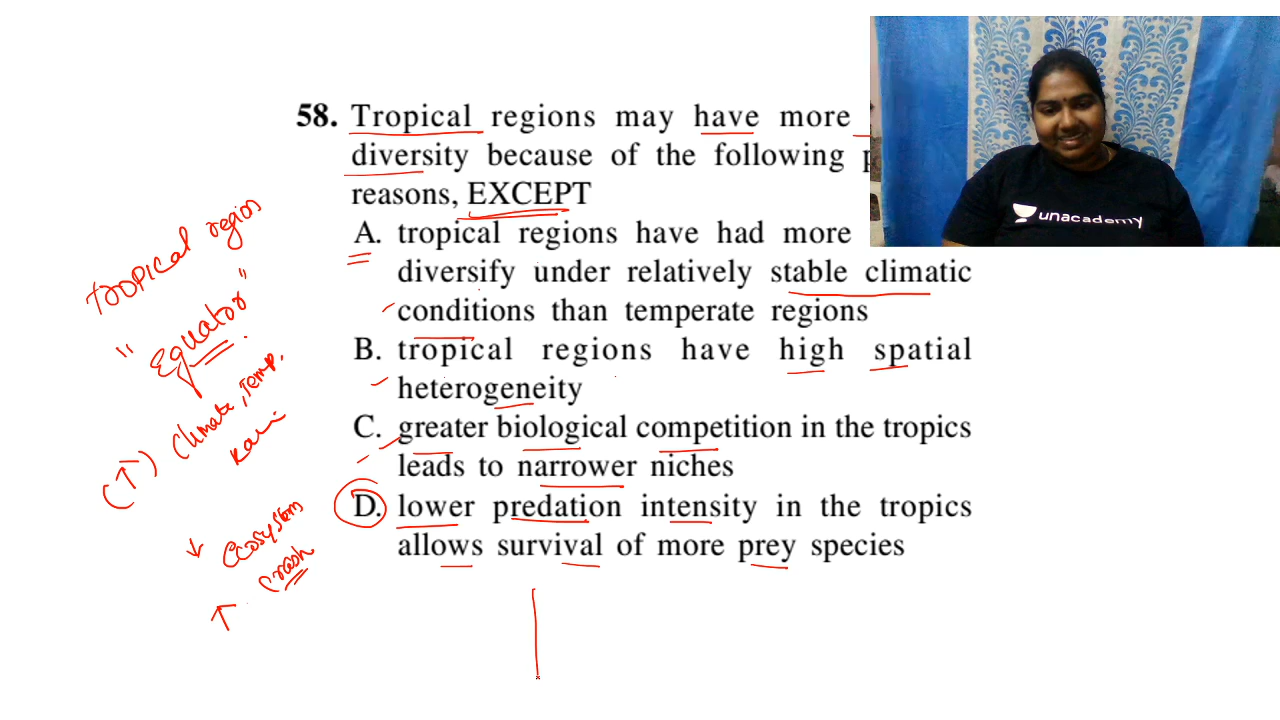 58. Tropical regions may have more
diversity because of the following
reasons, EXCEPT
A. tropical regions have had more
diversify under relatively stable climatic
conditions than temperate regions
B. tropical regions have high spatial
heterogeneity
C. greater biological competition in the tropics
leads to narrower niches
D. lower predation intensity in the tropics
allows survival of more prey species
unacademy
tropical region
"Equator"
(↑) Climate, Temp.
Rain
↓ ecosystem
crash
↑